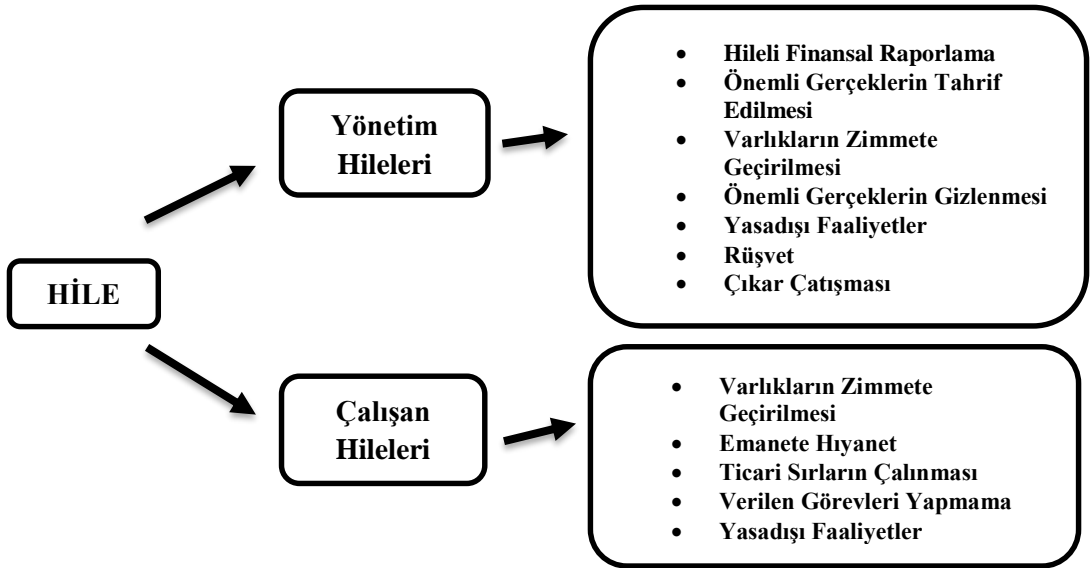 HİLE
Yönetim
Hileleri
• Hileli Finansal Raporlama
• Önemli Gerçeklerin Tahrif
Edilmesi
• Varlıkların Zimmete
Geçirilmesi
• Önemli Gerçeklerin Gizlenmesi
• Yasadışı Faaliyetler
• Rüşvet
• Çıkar Çatışması
Çalışan
Hileleri
• Varlıkların Zimmete
Geçirilmesi
• Emanete Hıyanet
• Ticari Sırların Çalınması
• Verilen Görevleri Yapmama
• Yasadışı Faaliyetler